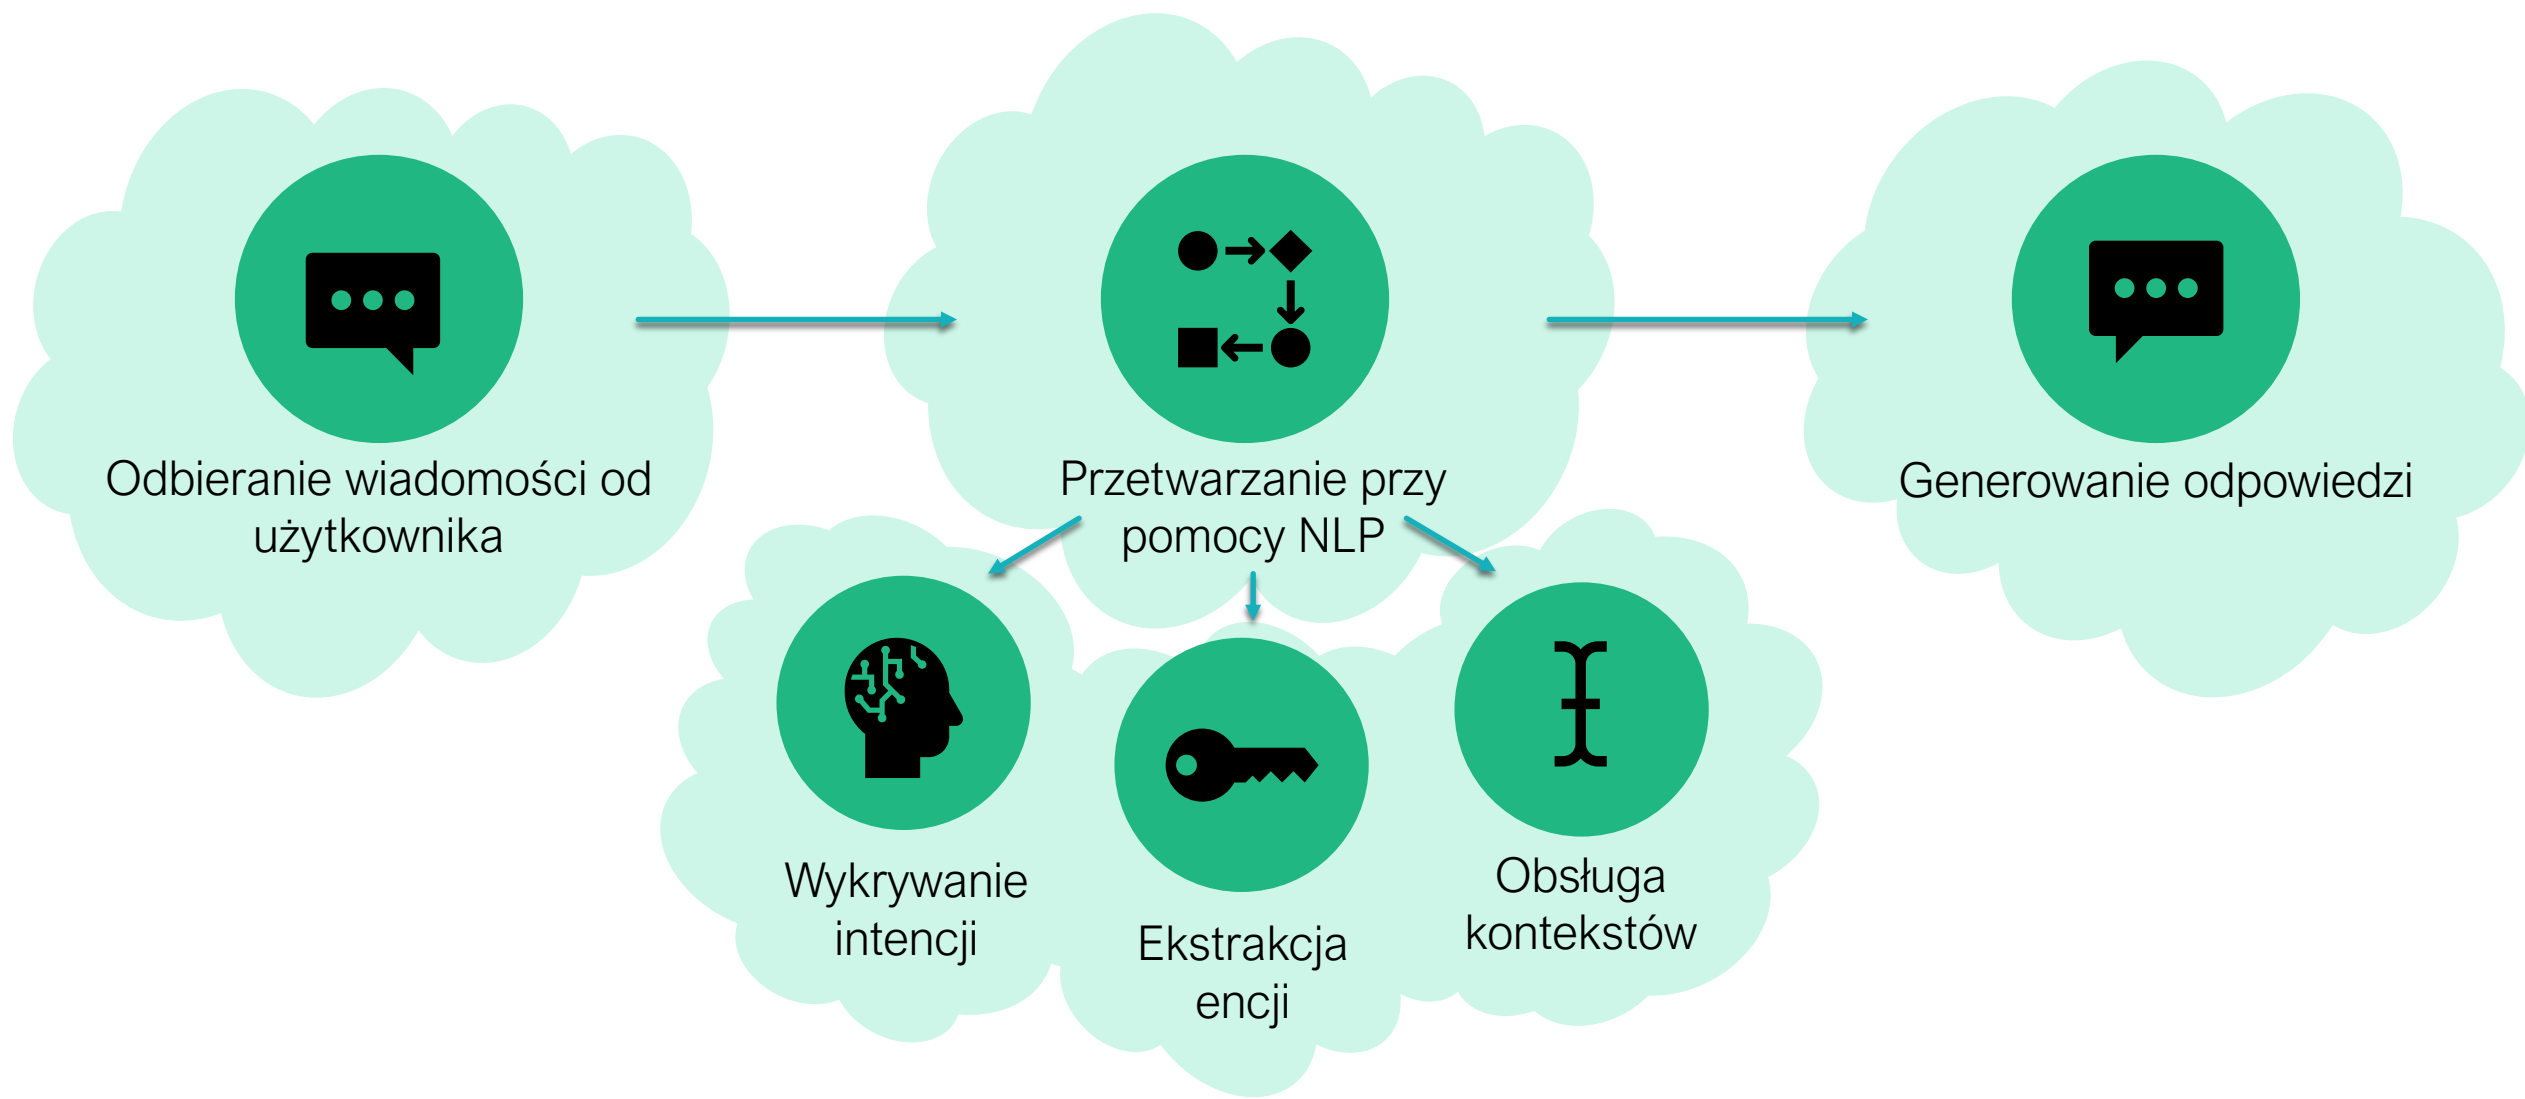 Odbieranie wiadomości od
użytkownika
Przetwarzanie przy
pomocy NLP
Generowanie odpowiedzi
Wykrywanie
intencji
Ekstrakcja
encji
Obsługa
kontekstów